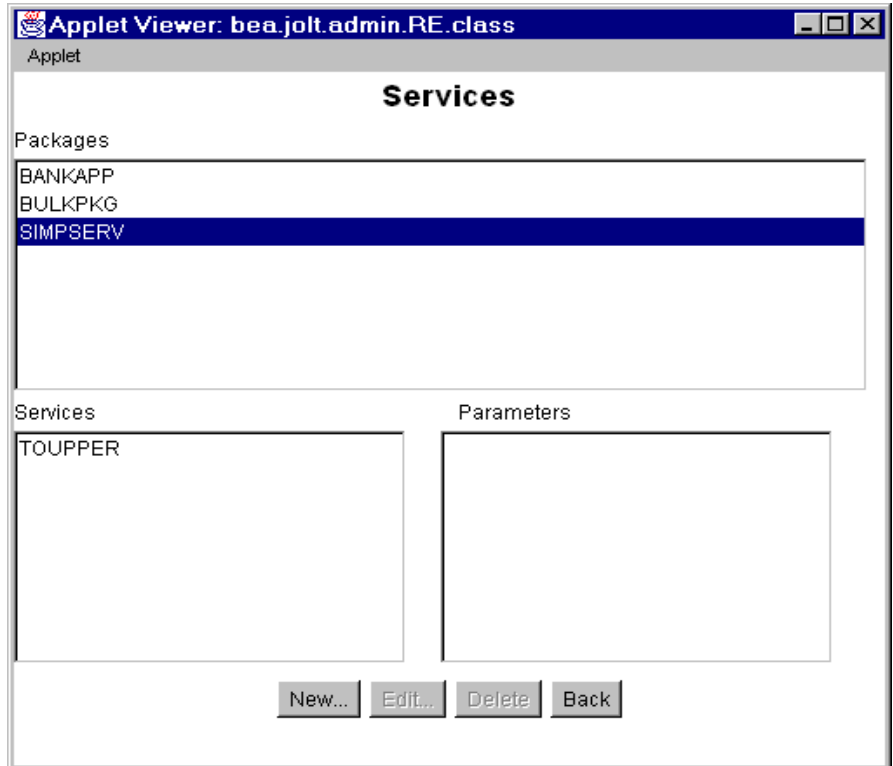 Applet Viewer: bea.jolt.admin.RE.class
Applet
Services
Packages
BANKAPP
BULKPKG
SIMPSERV
Services Parameters
TOUPPER
New... Edit... Delete Back